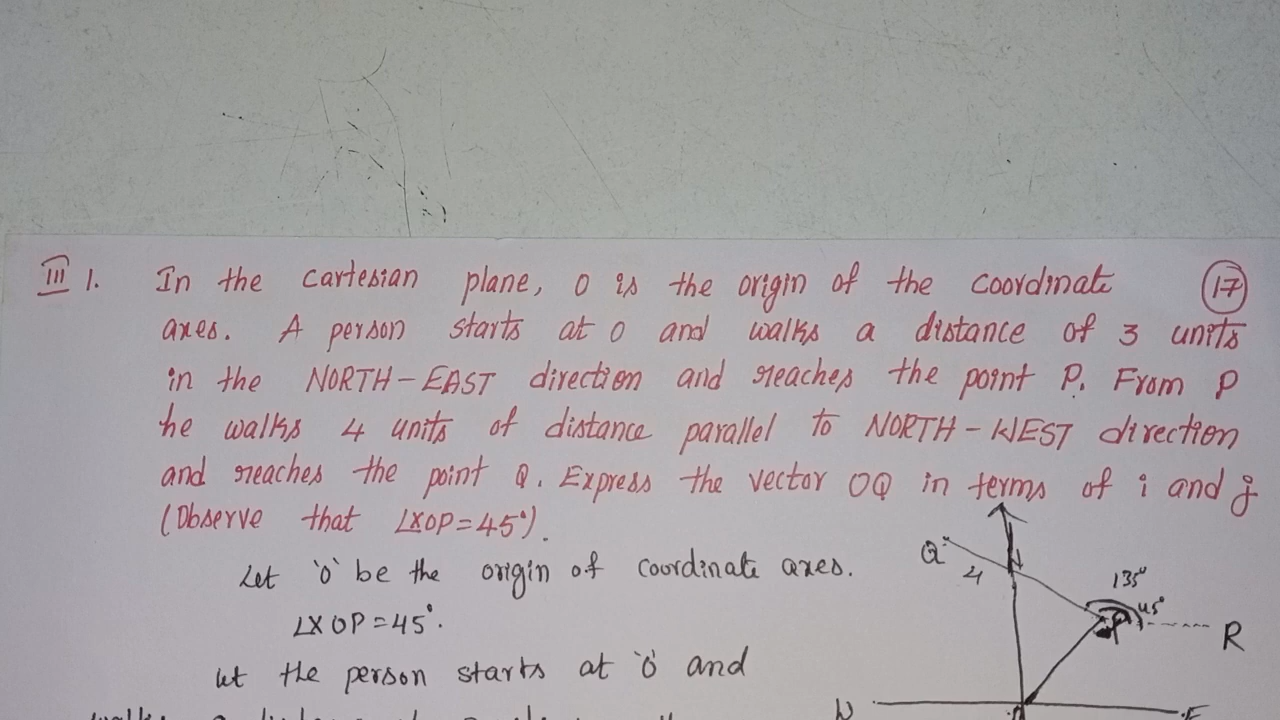 III 1. In the cartesian plane, O is the origin of the coordinate
17
axes. A person starts at O and walks a distance of 3 units
in the NORTH-EAST direction and reaches the point P. From P
he walks 4 units of distance parallel to NORTH-WEST direction
and reaches the point Q. Express the vector OQ in terms of i and j
(Observe that ∠XOP=45°).
Let 'O' be the origin of coordinate axes.
∠XOP=45°.
Let the person starts at 'O' and
Q
4
N
135°
45°
P
R
W
E